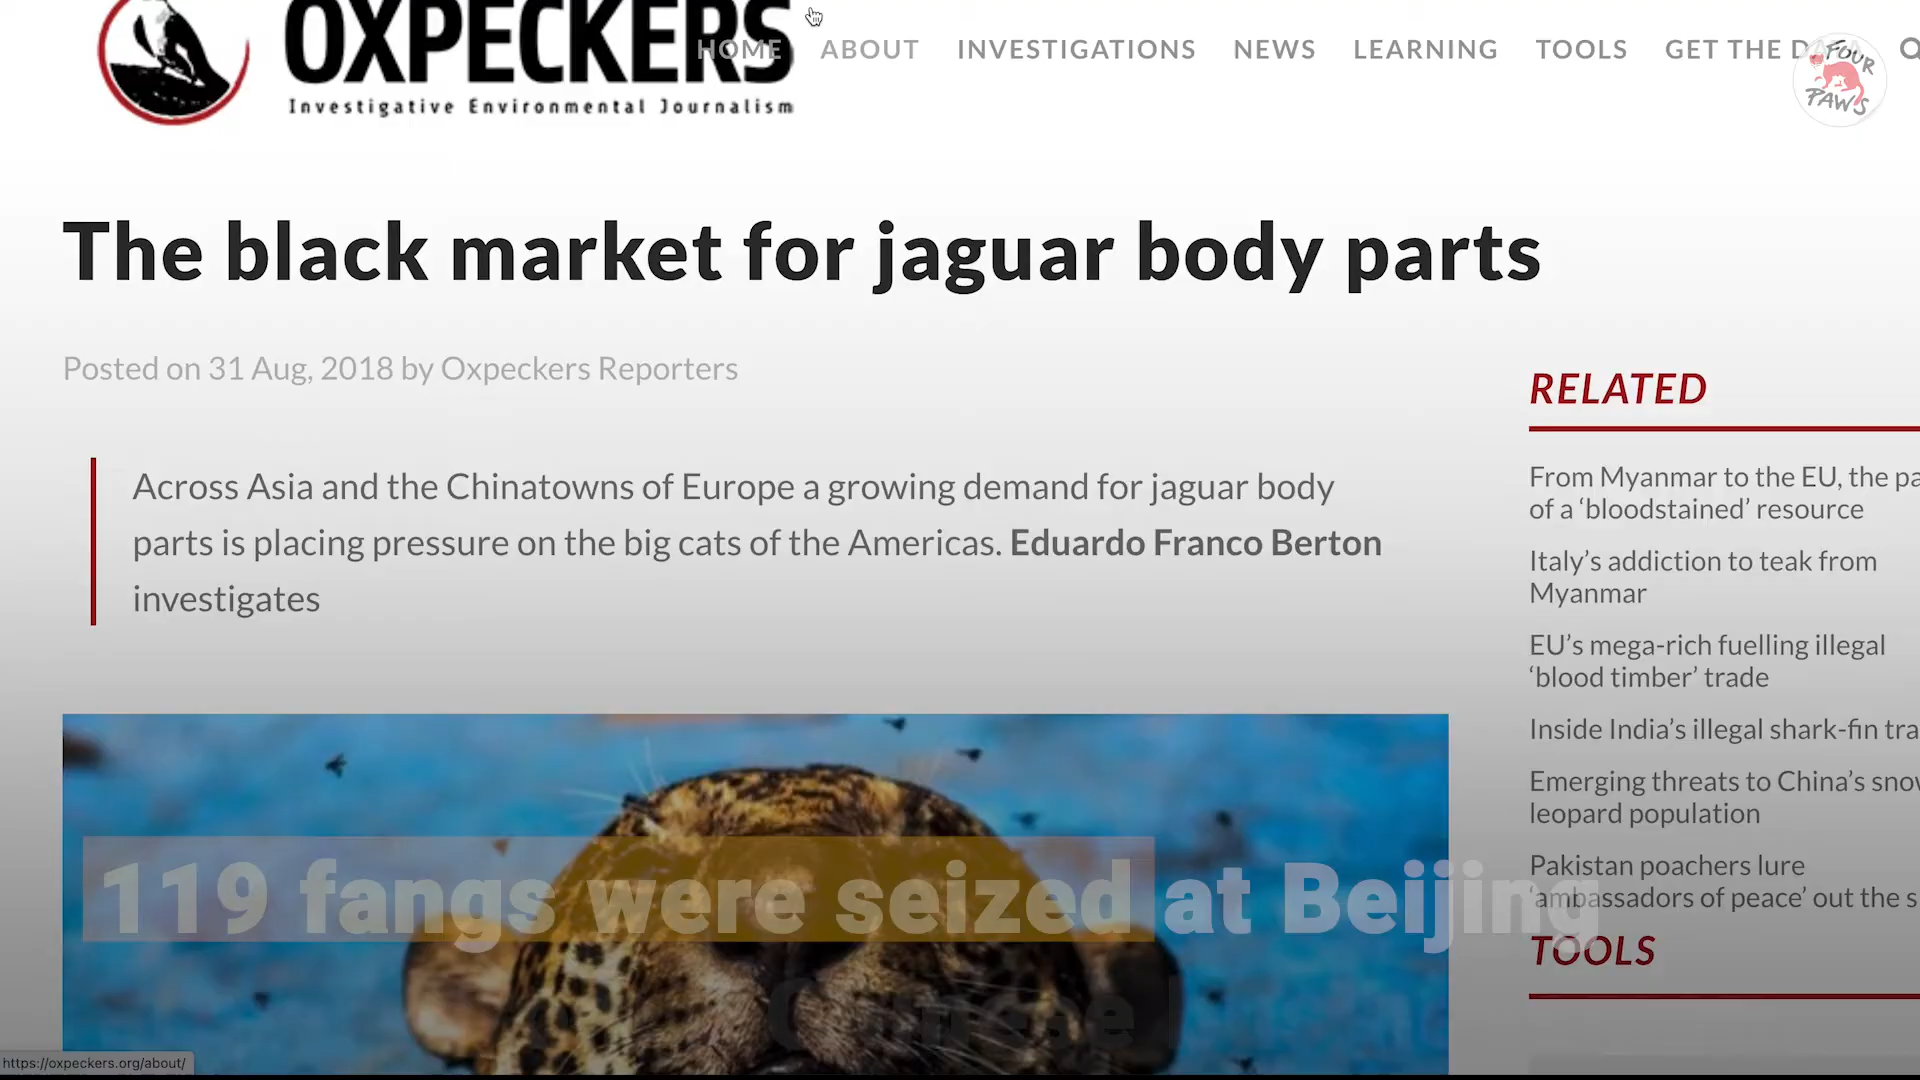 OXPECKERS
Investigative Environmental Journalism
HOME ABOUT INVESTIGATIONS NEWS LEARNING TOOLS GET THE
FOUR
PAWS
The black market for jaguar body parts
Posted on 31 Aug, 2018 by Oxpeckers Reporters
Across Asia and the Chinatowns of Europe a growing demand for jaguar body
parts is placing pressure on the big cats of the Americas. Eduardo Franco Berton
investigates
RELATED
From Myanmar to the EU, the pa
of a ‘bloodstained’ resource
Italy’s addiction to teak from
Myanmar
EU’s mega-rich fuelling illegal
‘blood timber’ trade
Inside India’s illegal shark-fin tra
Emerging threats to China’s snow
leopard population
Pakistan poachers lure
‘ambassadors of peace’ out the s
TOOLS
119 fangs were seized at Beijing
https://oxpeckers.org/about/